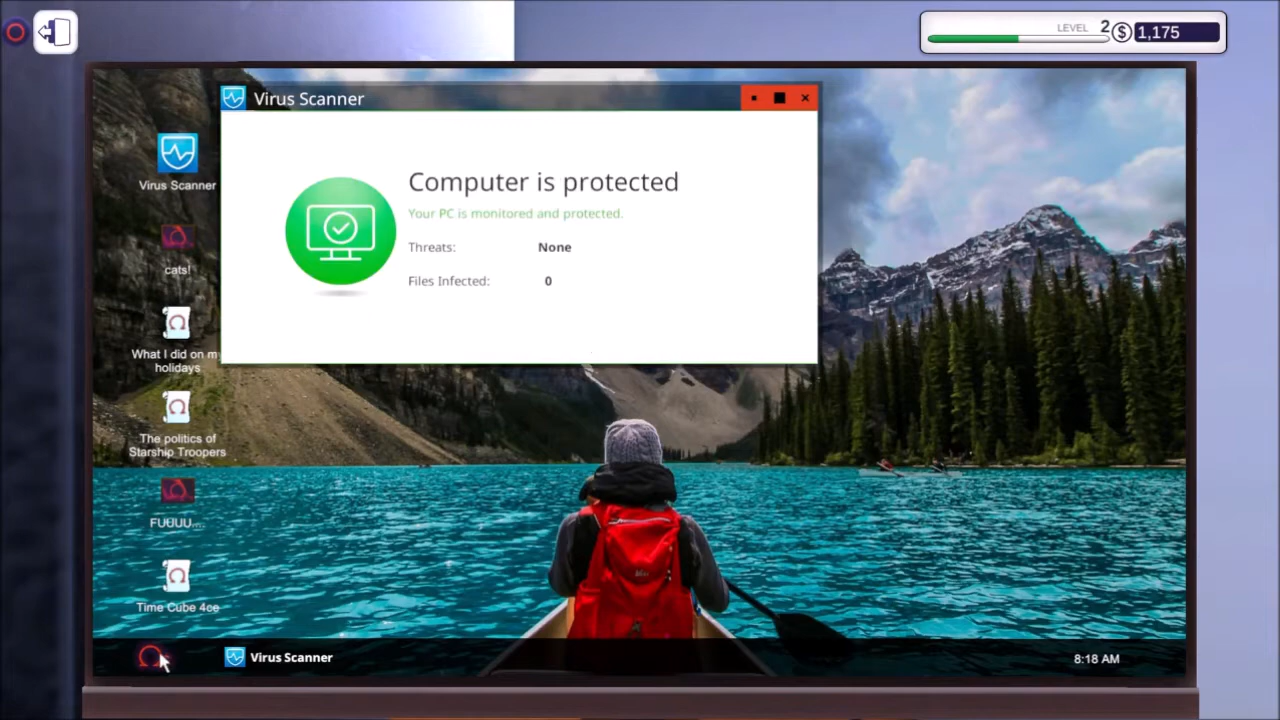 LEVEL 2 $ 1,175
Virus Scanner
Computer is protected
Your PC is monitored and protected.
Threats: None
Files Infected: 0
Virus Scanner
cats!
What I did on my
holidays
The politics of
Starship Troopers
FUUUU....
Time Cube 4ce
Virus Scanner
8:18 AM